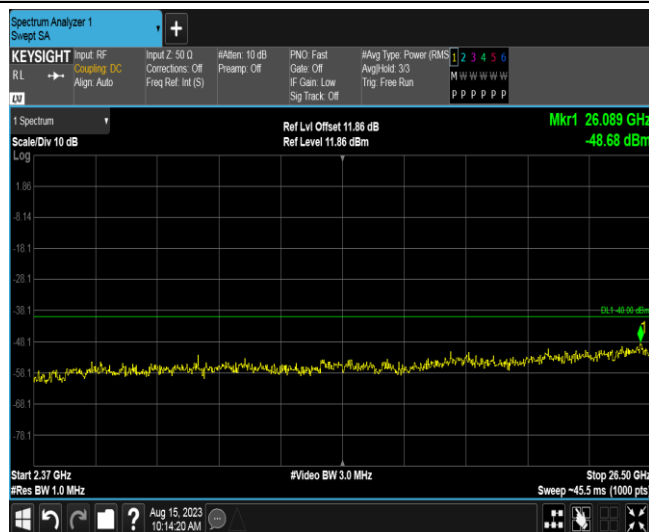 Spectrum Analyzer 1
Swept SA
+
KEYSIGHT
RL
LXI
Input: RF
Coupling: DC
Align: Auto
Input Z: 50 Ω
Corrections: Off
Freq Ref: Int (S)
#Atten: 10 dB
Preamp: Off
PNO: Fast
Gate: Off
IF Gain: Low
Sig Track: Off
#Avg Type: Power (RMS
Avg|Hold: 3/3
Trig: Free Run
1 2 3 4 5 6
M W W W W W
P P P P P P
1 Spectrum
Scale/Div 10 dB
Log
Ref Lvl Offset 11.86 dB
Ref Level 11.86 dBm
Mkr1 26.089 GHz
-48.68 dBm
1.86
-8.14
-18.1
-28.1
-38.1
DL1 -40.00 dBm
1
-48.1
-58.1
-68.1
-78.1
Start 2.37 GHz
#Res BW 1.0 MHz
#Video BW 3.0 MHz
Stop 26.50 GHz
Sweep ~45.5 ms (1000 pts)
?
Aug 15, 2023
10:14:20 AM